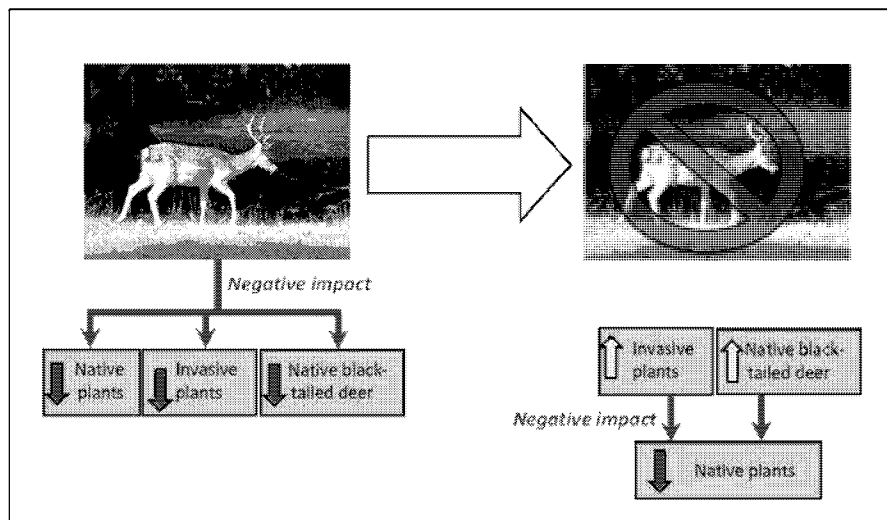 Negative impact
Native
plants
Invasive
plants
Native black-
tailed deer
Invasive
plants
Native black-
tailed deer
Negative impact
Native plants